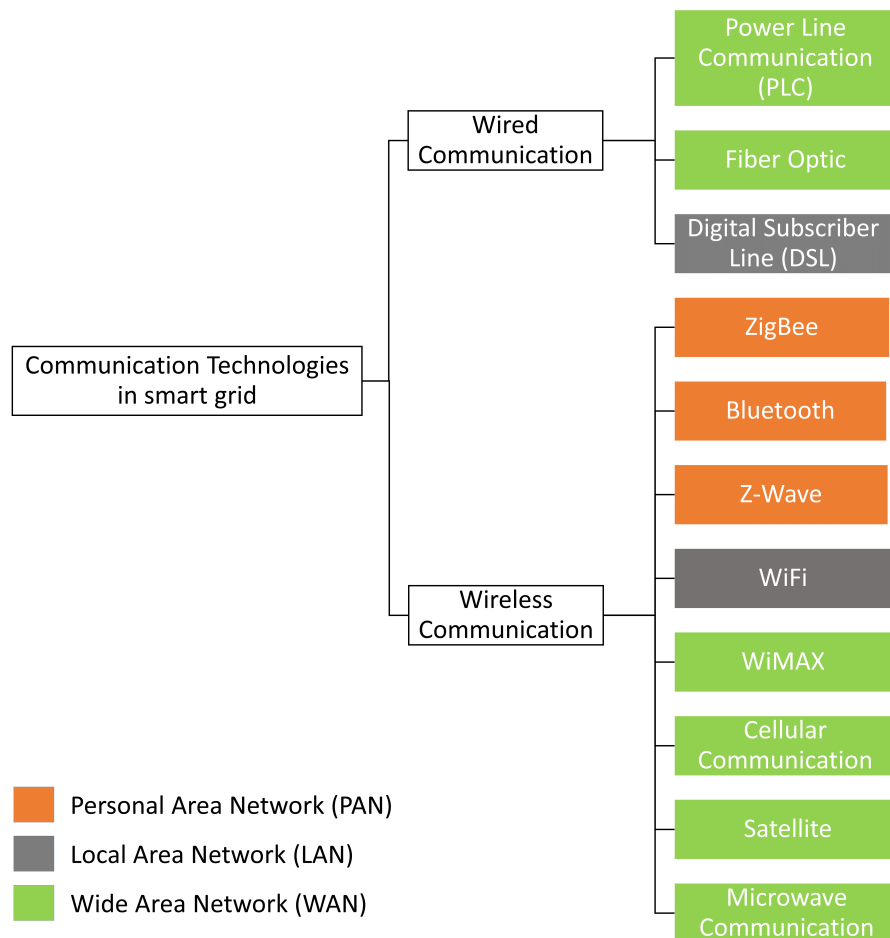 Power Line
Communication
(PLC)
Wired
Communication
Fiber Optic
Digital Subscriber
Line (DSL)
ZigBee
Communication Technologies
in smart grid
Bluetooth
Z-Wave
WiFi
Wireless
Communication
WiMAX
Cellular
Communication
Satellite
Microwave
Communication
Personal Area Network (PAN)
Local Area Network (LAN)
Wide Area Network (WAN)